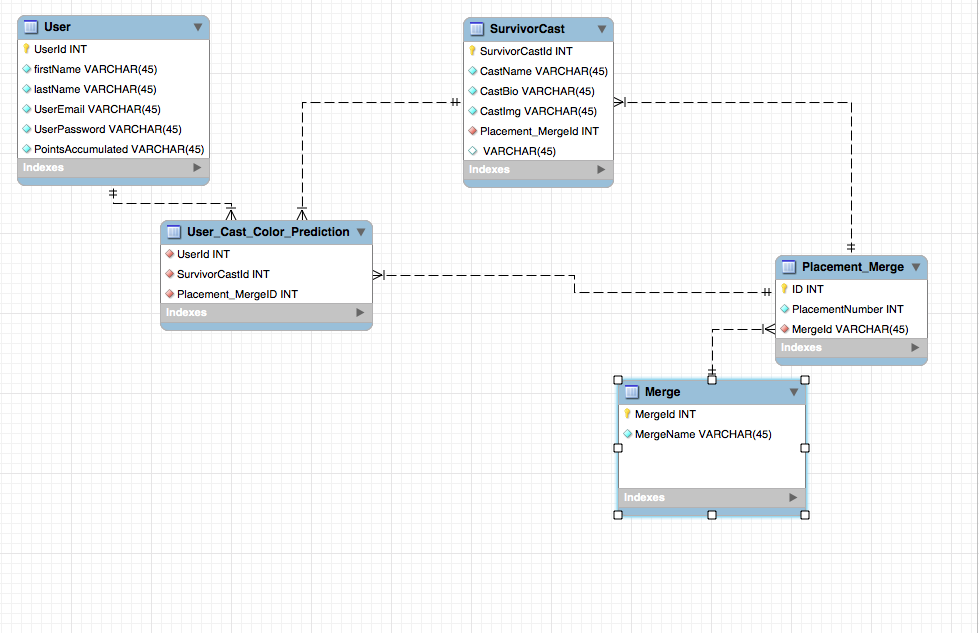 User
UserId INT
firstName VARCHAR(45)
lastName VARCHAR(45)
UserEmail VARCHAR(45)
UserPassword VARCHAR(45)
PointsAccumulated VARCHAR(45)
Indexes
SurvivorCast
SurvivorCastId INT
CastName VARCHAR(45)
CastBio VARCHAR(45)
CastImg VARCHAR(45)
Placement_MergeId INT
VARCHAR(45)
Indexes
User_Cast_Color_Prediction
UserId INT
SurvivorCastId INT
Placement_MergeID INT
Indexes
Placement_Merge
ID INT
PlacementNumber INT
MergeId VARCHAR(45)
Indexes
Merge
MergeId INT
MergeName VARCHAR(45)
Indexes